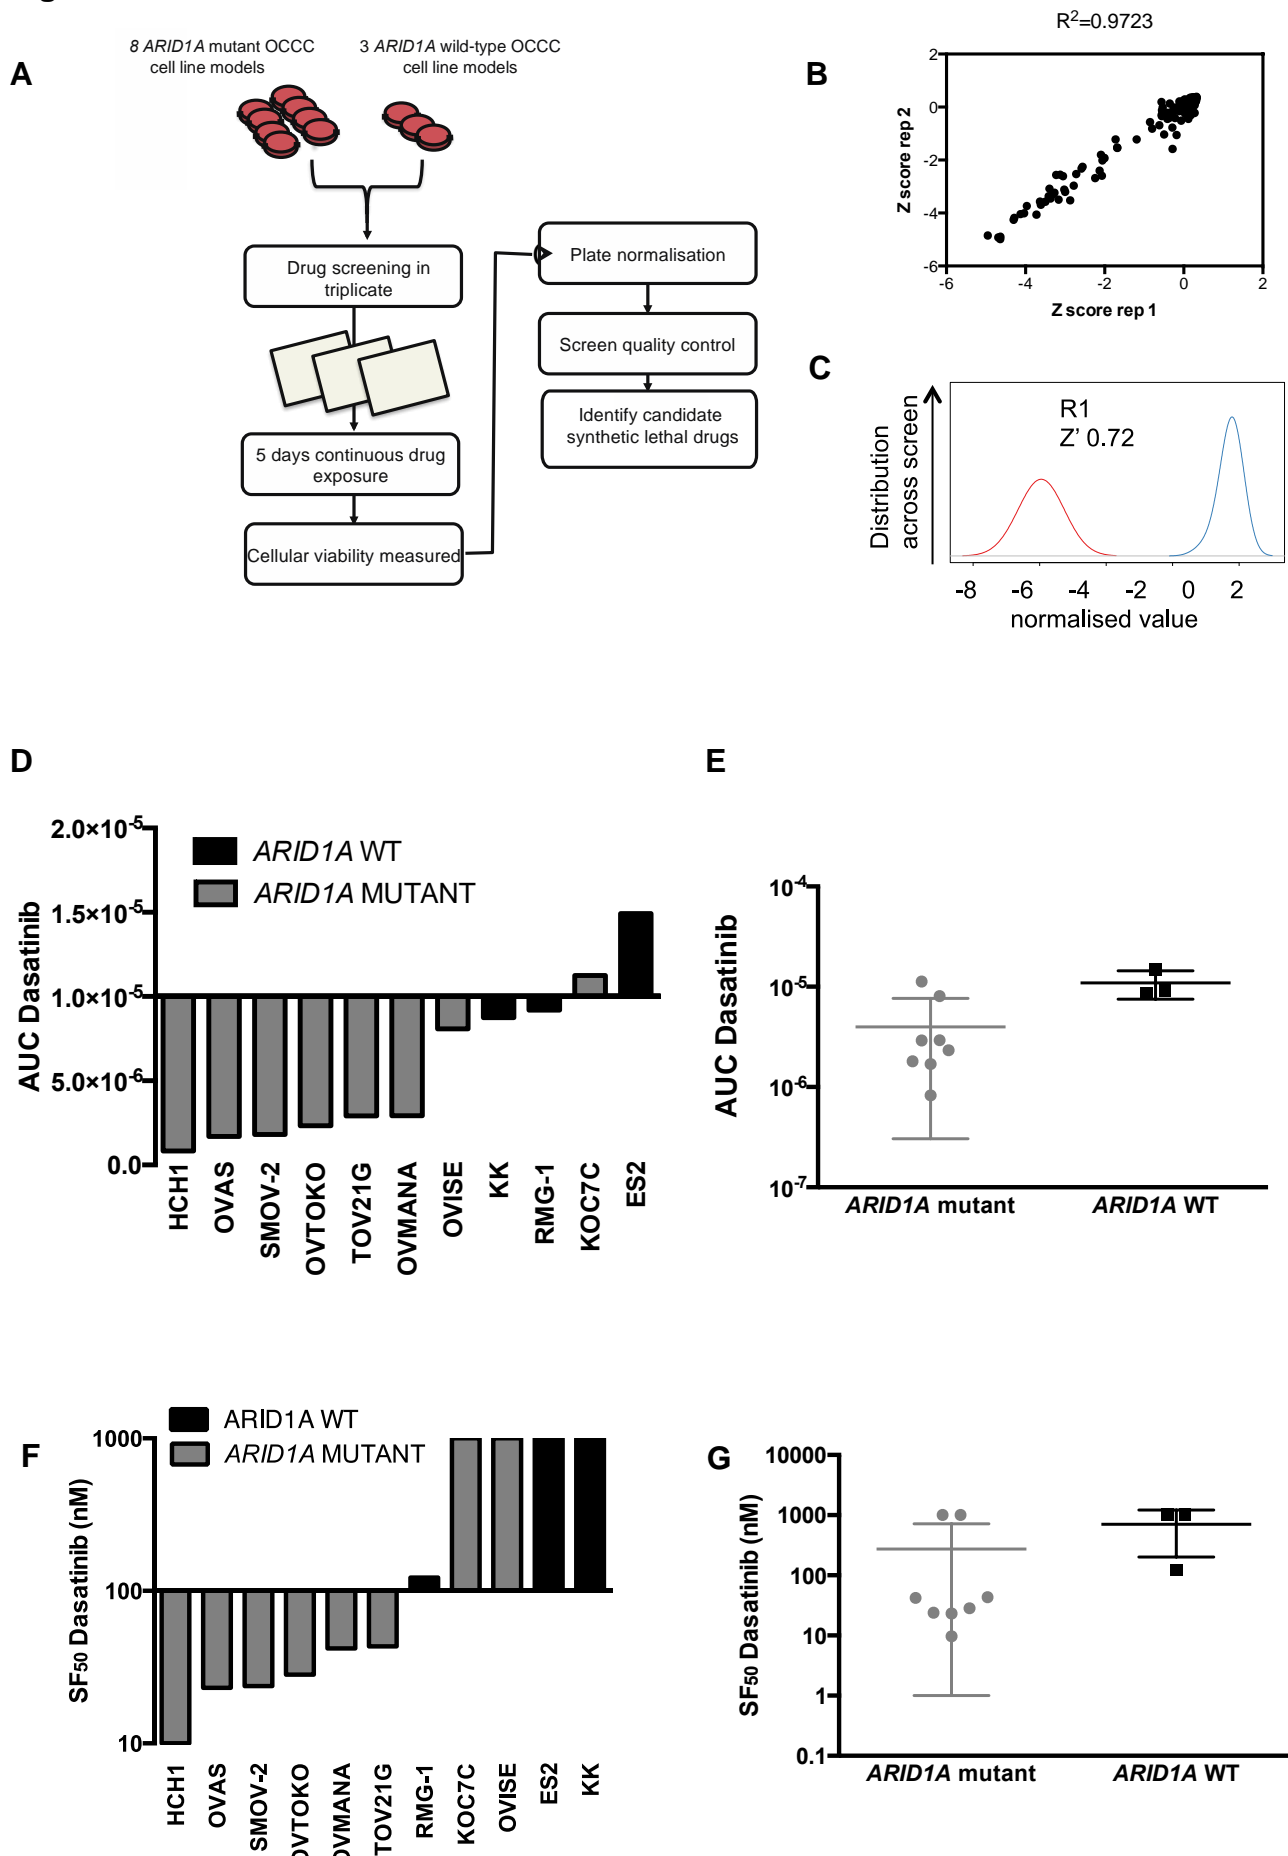 A
8 ARID1A mutant OCCC
cell line models
3 ARID1A wild-type OCCC
cell line models
Drug screening in
triplicate
5 days continuous drug
exposure
Cellular viability measured
Plate normalisation
Screen quality control
Identify candidate
synthetic lethal drugs
B
R²=0.9723
Z score rep 2
2
0
-2
-4
-6
-6
-4
-2
0
2
Z score rep 1
C
Distribution
across screen
R1
Z' 0.72
-8
-6
-4
-2
0
2
normalised value
D
AUC Dasatinib
2.0×10⁻⁵
1.5×10⁻⁵
1.0×10⁻⁵
5.0×10⁻⁶
0.0
ARID1A WT
ARID1A MUTANT
HCH1
OVAS
SMOV-2
OVTOKO
TOV21G
OVMANA
OVISE
KK
RMG-1
KOC7C
ES2
E
AUC Dasatinib
10⁻⁴
10⁻⁵
10⁻⁶
10⁻⁷
ARID1A mutant
ARID1A WT
F
SF₅₀ Dasatinib (nM)
1000
100
10
ARID1A WT
ARID1A MUTANT
HCH1
OVAS
SMOV-2
OVTOKO
OVMANA
TOV21G
RMG-1
KOC7C
OVISE
ES2
KK
G
SF₅₀ Dasatinib (nM)
10000
1000
100
10
1
0.1
ARID1A mutant
ARID1A WT